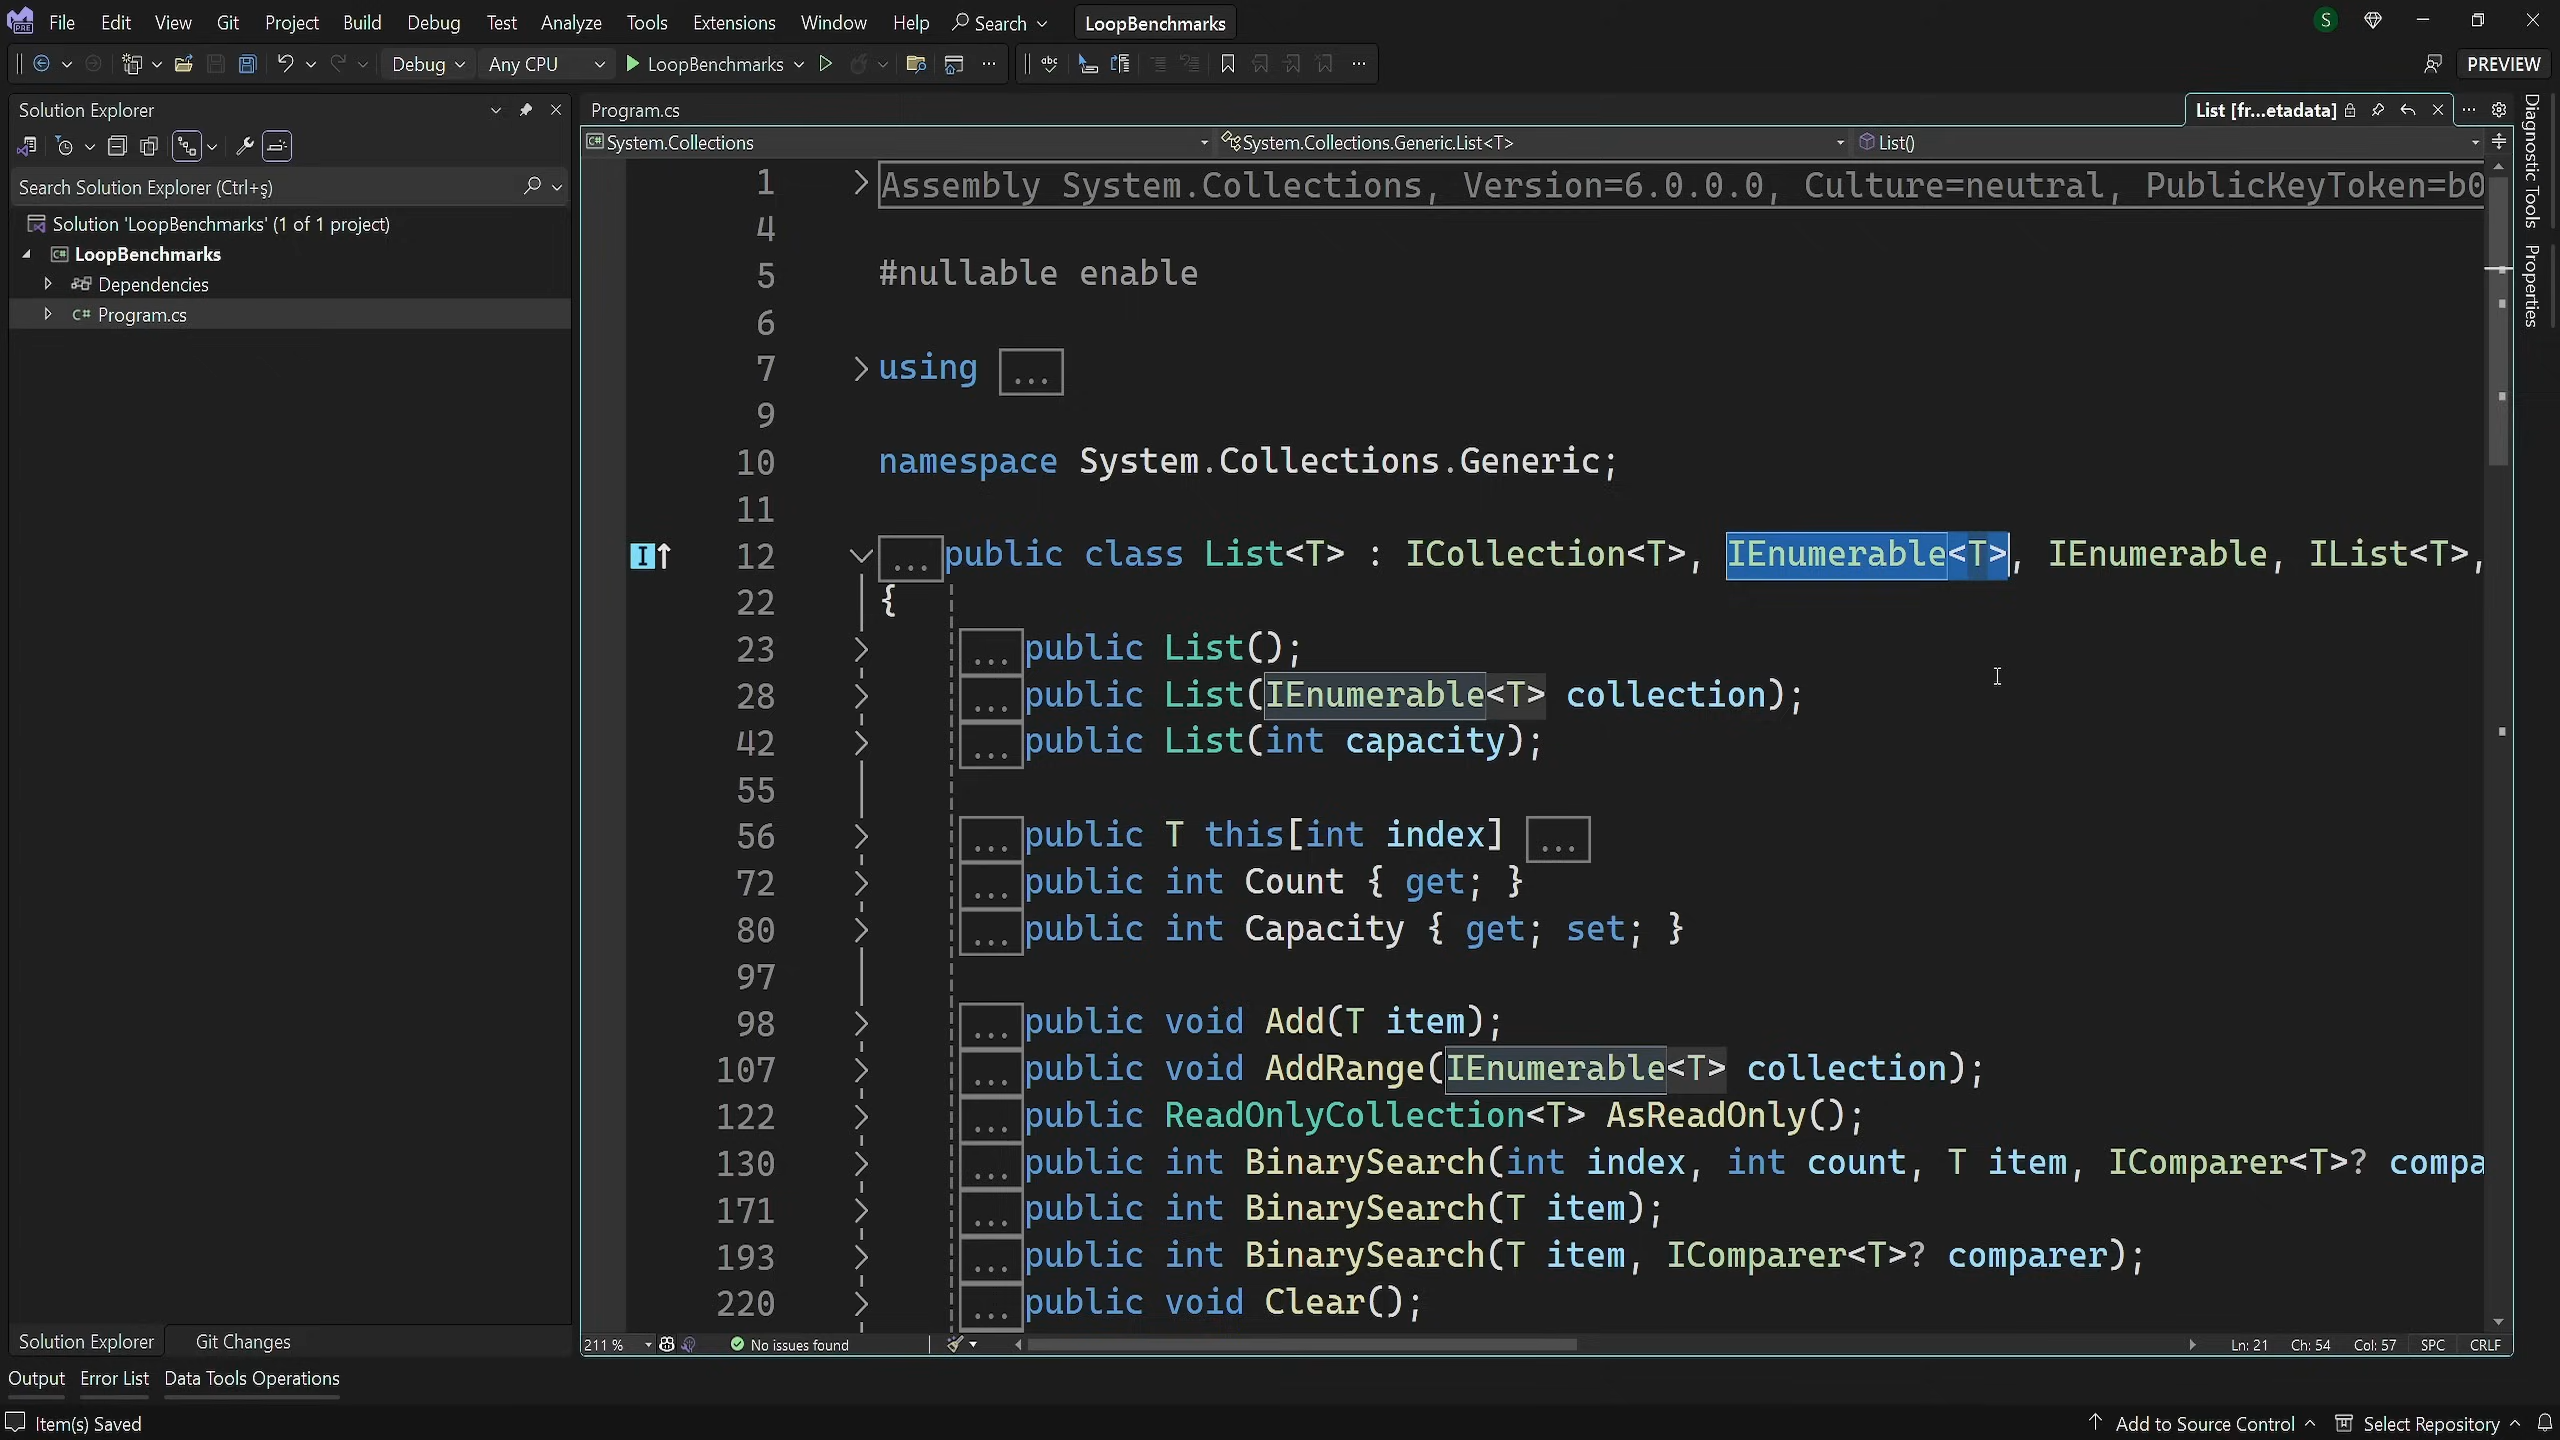 File Edit View Git Project Build Debug Test Analyze Tools Extensions Window Help Search LoopBenchmarks S
Debug Any CPU LoopBenchmarks PREVIEW
Solution Explorer
Search Solution Explorer (Ctrl+ş)
Solution 'LoopBenchmarks' (1 of 1 project)
LoopBenchmarks
Dependencies
C# Program.cs
Program.cs List [fr...etadata]
System.Collections System.Collections.Generic.List<T> List()
1 Assembly System.Collections, Version=6.0.0.0, Culture=neutral, PublicKeyToken=b0
4
5 #nullable enable
6
7 using ...
9
10 namespace System.Collections.Generic;
11
12 ... public class List<T> : ICollection<T>, IEnumerable<T>, IEnumerable, IList<T>,
22 {
23 ... public List();
28 ... public List(IEnumerable<T> collection);
42 ... public List(int capacity);
55
56 ... public T this[int index] ...
72 ... public int Count { get; }
80 ... public int Capacity { get; set; }
97
98 ... public void Add(T item);
107 ... public void AddRange(IEnumerable<T> collection);
122 ... public ReadOnlyCollection<T> AsReadOnly();
130 ... public int BinarySearch(int index, int count, T item, IComparer<T>? compa
171 ... public int BinarySearch(T item);
193 ... public int BinarySearch(T item, IComparer<T>? comparer);
220 ... public void Clear();
211 % No issues found Ln: 21 Ch: 54 Col: 57 SPC CRLF
Solution Explorer Git Changes
Output Error List Data Tools Operations
Item(s) Saved Add to Source Control Select Repository
Diagnostic Tools
Properties